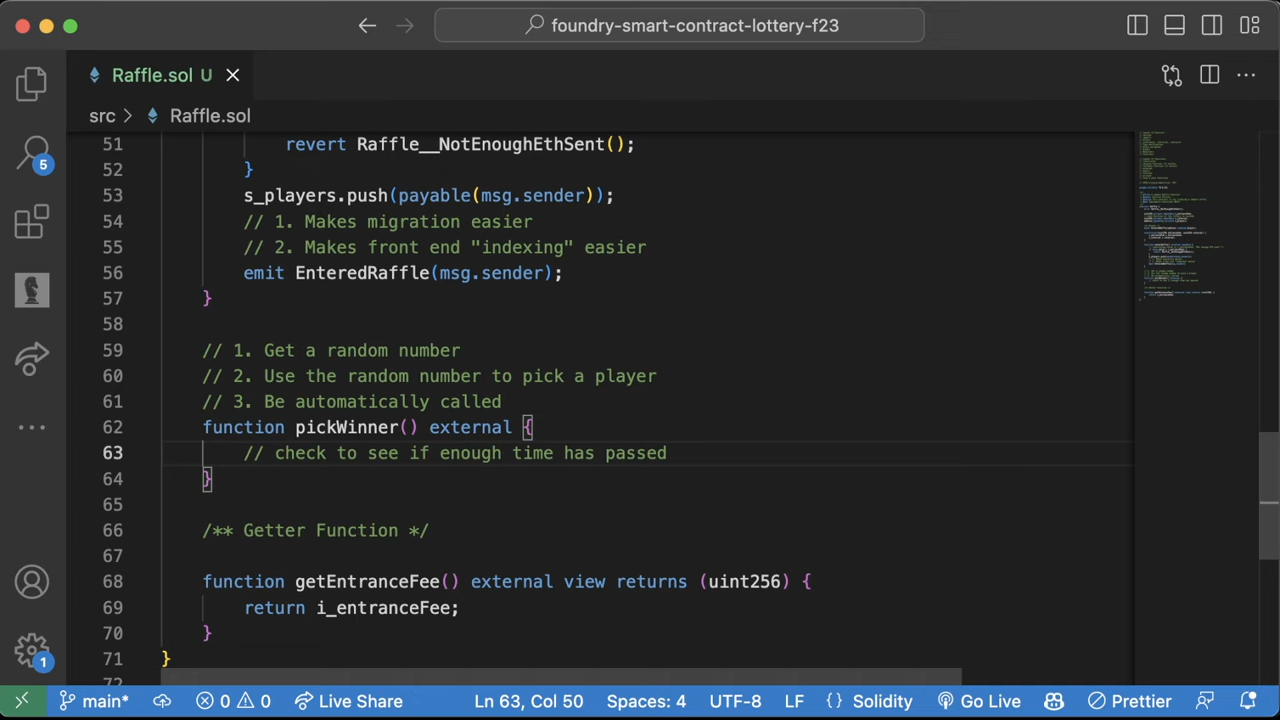 foundry-smart-contract-lottery-f23
Raffle.sol U
src > Raffle.sol
51 revert Raffle__NotEnoughEthSent();
52 }
53 s_players.push(payable(msg.sender));
54 // 1. Makes migration easier
55 // 2. Makes front end "indexing" easier
56 emit EnteredRaffle(msg.sender);
57 }
58
59 // 1. Get a random number
60 // 2. Use the random number to pick a player
61 // 3. Be automatically called
62 function pickWinner() external {
63 // check to see if enough time has passed
64 }
65
66 /** Getter Function */
67
68 function getEntranceFee() external view returns (uint256) {
69 return i_entranceFee;
70 }
71 }
72
5
1
main* 0 0 Live Share Ln 63, Col 50 Spaces: 4 UTF-8 LF {} Solidity Go Live Prettier